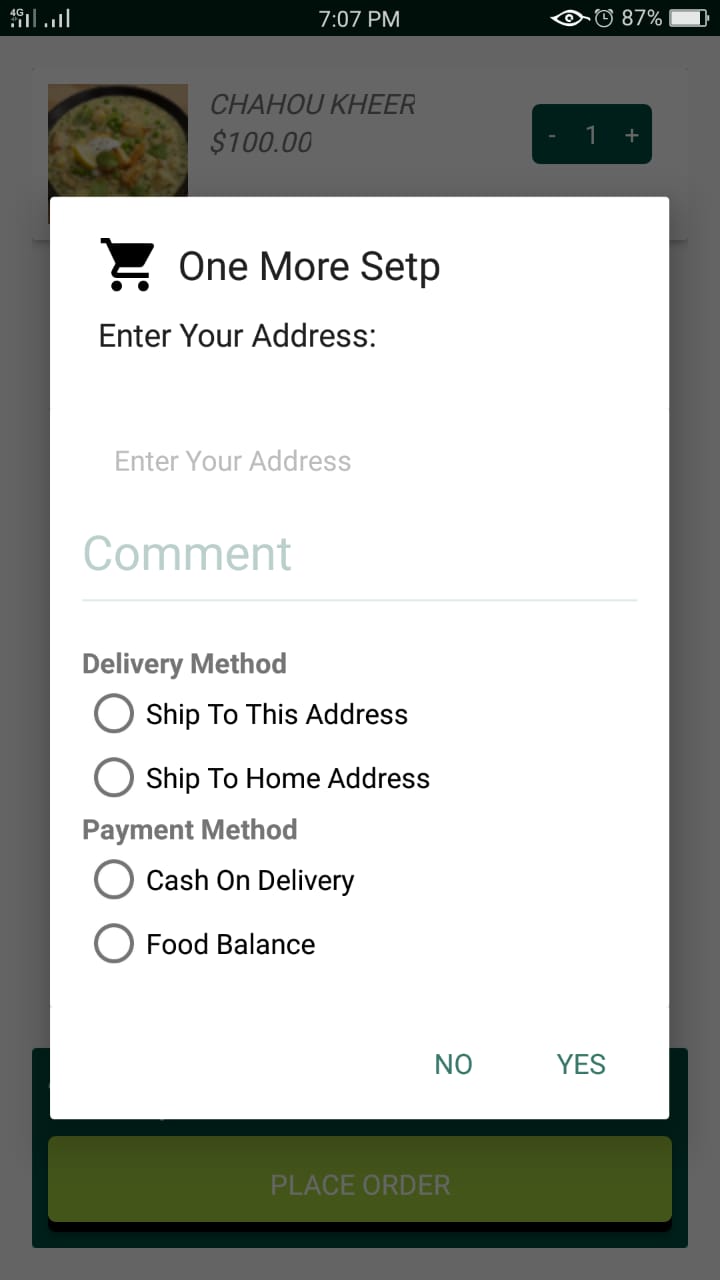 4G
7:07 PM
87%
CHAHOU KHEER
$100.00
- 1 +
One More Setp
Enter Your Address:
Enter Your Address
Comment
Delivery Method
Ship To This Address
Ship To Home Address
Payment Method
Cash On Delivery
Food Balance
NO YES
PLACE ORDER